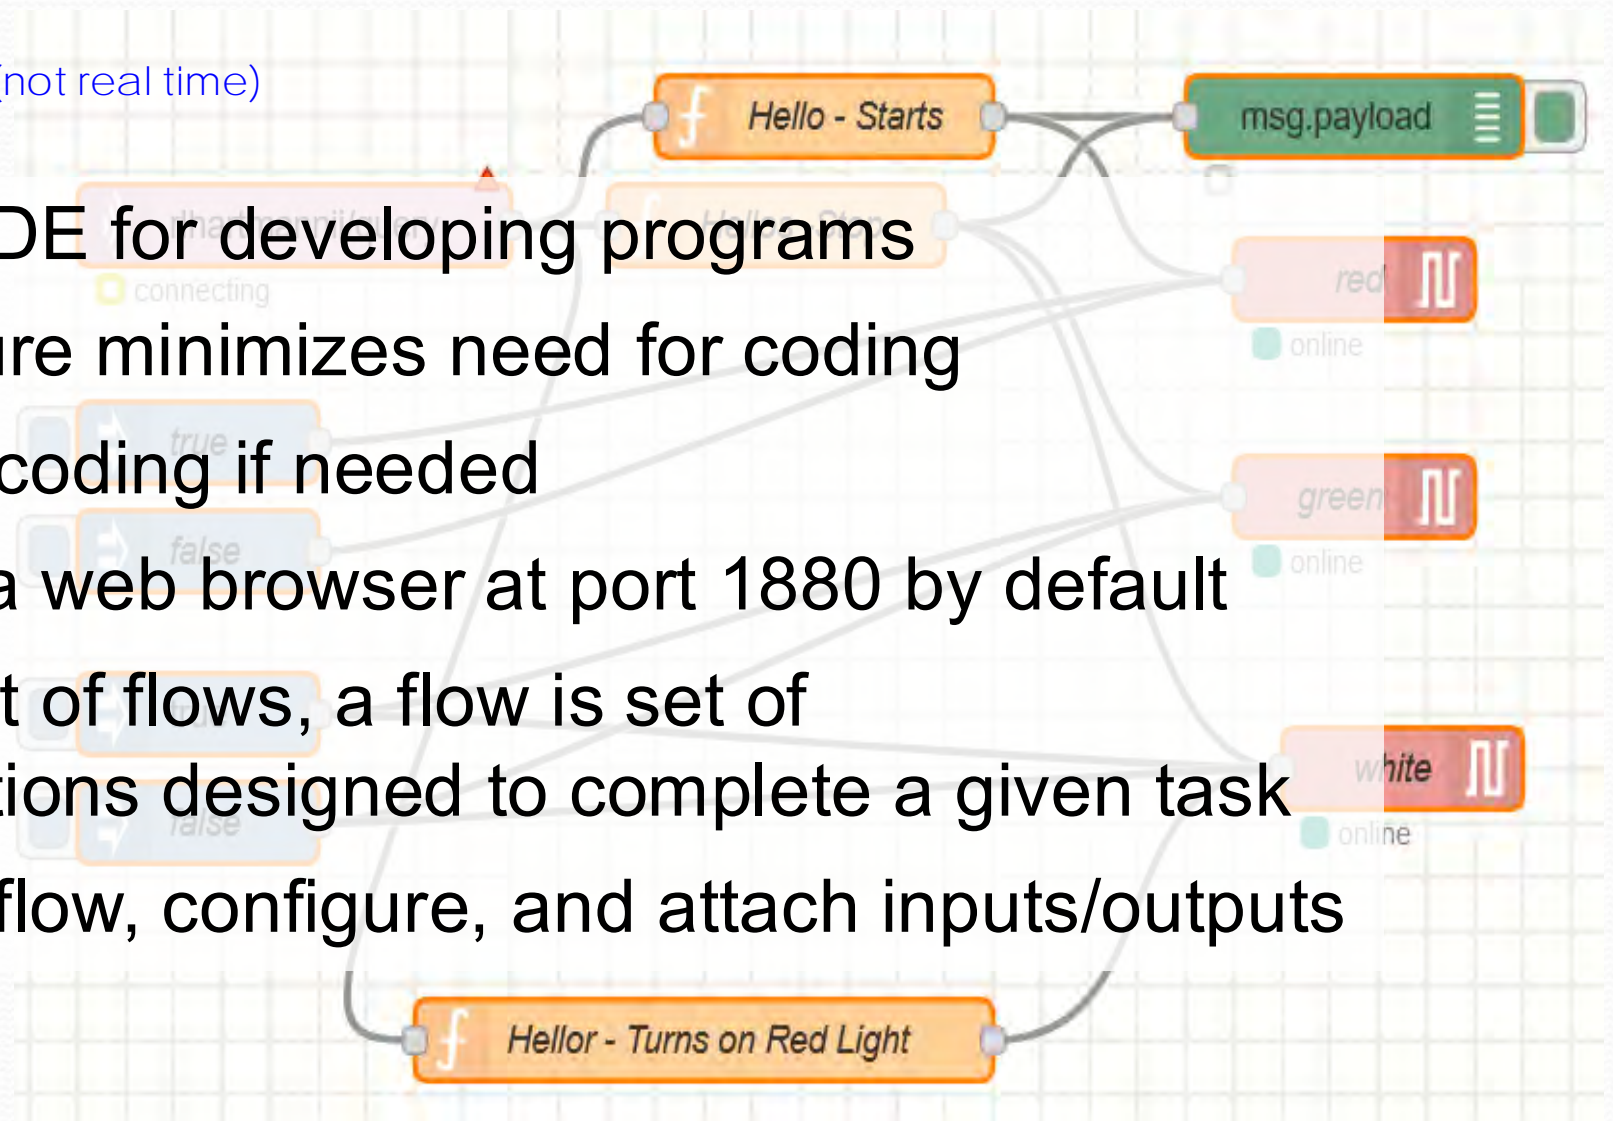 (not real time)
Hello - Starts
msg.payload
DE for developing programs
connecting
red
online
ure minimizes need for coding
true
coding if needed
green
online
false
a web browser at port 1880 by default
t of flows, a flow is set of
true
white
tions designed to complete a given task
false
online
flow, configure, and attach inputs/outputs
Hellor - Turns on Red Light